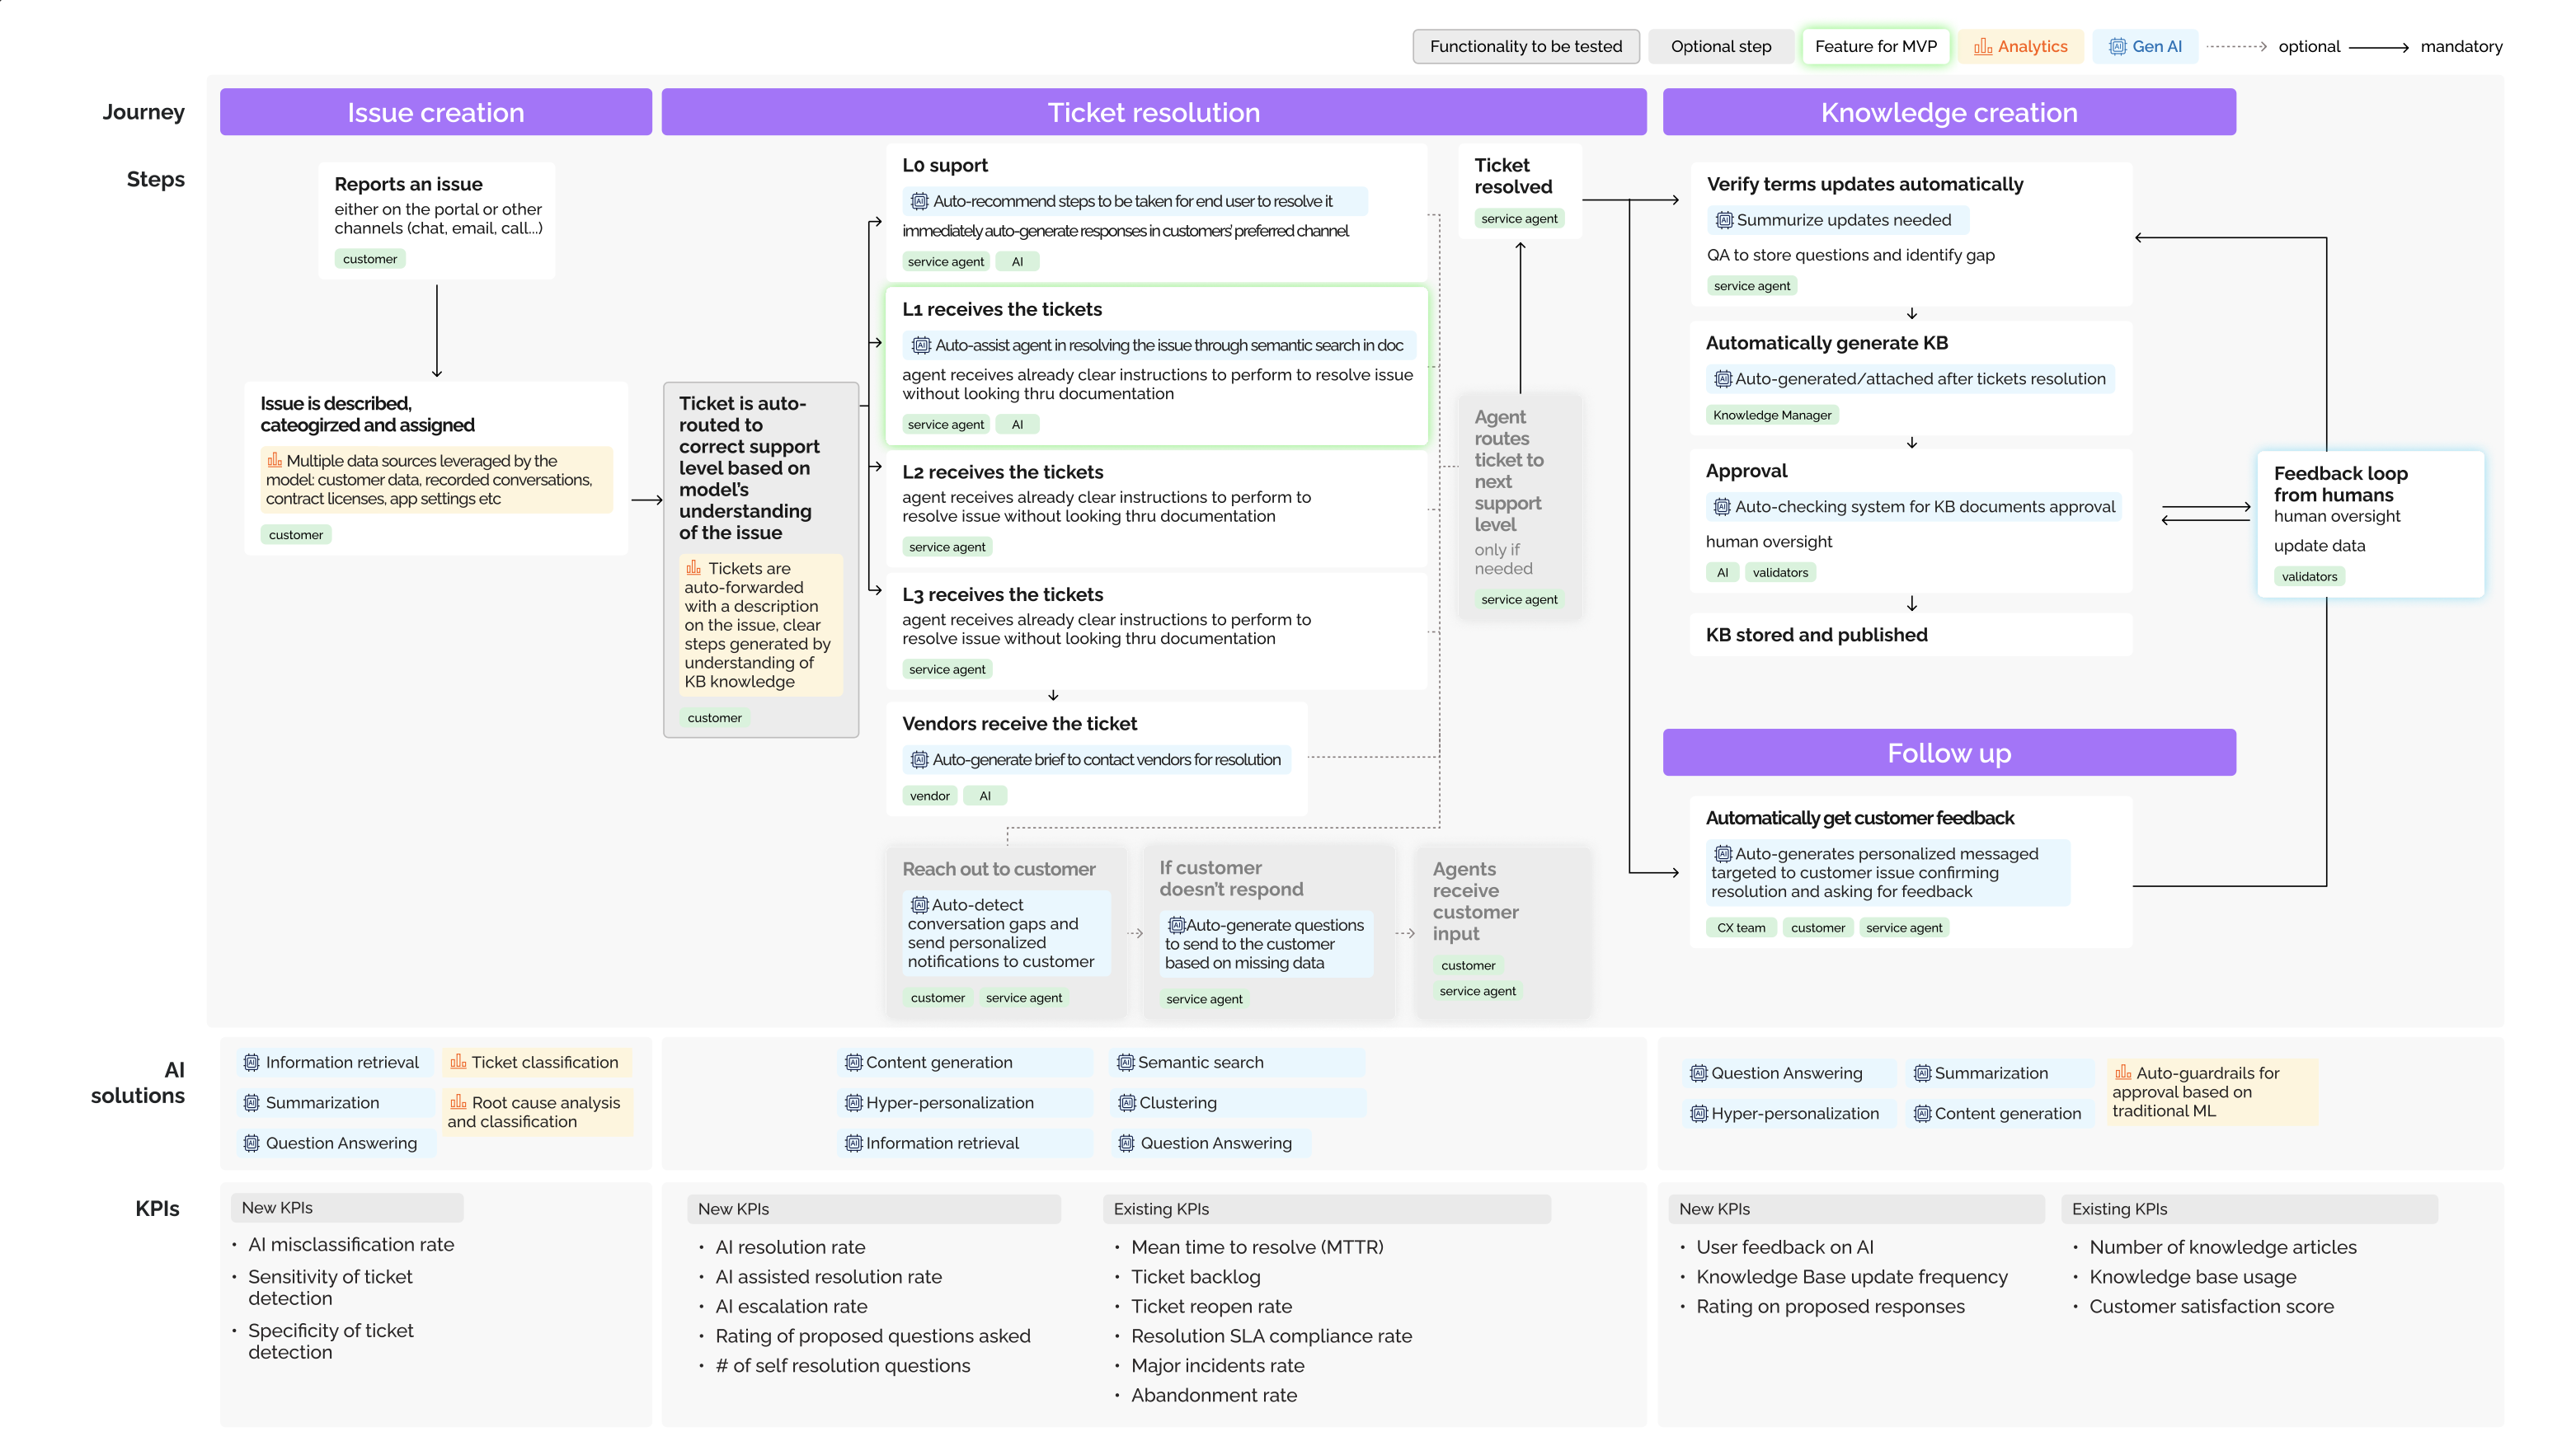 Functionality to be tested
Optional step
Feature for MVP
Analytics
Gen AI
optional
mandatory
Journey
Issue creation
Ticket resolution
Knowledge creation
Steps
Reports an issue
either on the portal or other
channels (chat, email, call...)
customer
Issue is described,
cateogirzed and assigned
Multiple data sources leveraged by the
model: customer data, recorded conversations,
contract licenses, app settings etc
customer
Ticket is auto-
routed to
correct support
level based on
model's
understanding
of the issue
Tickets are
auto-forwarded
with a description
on the issue, clear
steps generated by
understanding of
KB knowledge
customer
L0 suport
AI Auto-recommend steps to be taken for end user to resolve it
immediately auto-generate responses in customers' preferred channel
service agent
AI
L1 receives the tickets
AI Auto-assist agent in resolving the issue through semantic search in doc
agent receives already clear instructions to perform to resolve issue
without looking thru documentation
service agent
AI
L2 receives the tickets
agent receives already clear instructions to perform to
resolve issue without looking thru documentation
service agent
L3 receives the tickets
agent receives already clear instructions to perform to
resolve issue without looking thru documentation
service agent
Vendors receive the ticket
AI Auto-generate brief to contact vendors for resolution
vendor
AI
Reach out to customer
AI Auto-detect
conversation gaps and
send personalized
notifications to customer
customer
service agent
If customer
doesn't respond
AI Auto-generate questions
to send to the customer
based on missing data
service agent
Agents
receive
customer
input
customer
service agent
Ticket
resolved
service agent
Agent
routes
ticket to
next
support
level
only if
needed
service agent
Verify terms updates automatically
AI Summurize updates needed
QA to store questions and identify gap
service agent
Automatically generate KB
AI Auto-generated/attached after tickets resolution
Knowledge Manager
Approval
AI Auto-checking system for KB documents approval
human oversight
AI
validators
KB stored and published
Feedback loop
from humans
human oversight
update data
validators
Follow up
Automatically get customer feedback
AI Auto-generates personalized messaged
targeted to customer issue confirming
resolution and asking for feedback
CX team
customer
service agent
AI
solutions
AI Information retrieval
AI Summarization
AI Question Answering
Ticket classification
Root cause analysis
and classification
AI Content generation
AI Hyper-personalization
AI Information retrieval
AI Semantic search
AI Clustering
AI Question Answering
AI Question Answering
AI Hyper-personalization
AI Summarization
AI Content generation
Auto-guardrails for
approval based on
traditional ML
KPIs
New KPIs
• AI misclassification rate
• Sensitivity of ticket
detection
• Specificity of ticket
detection
New KPIs
• AI resolution rate
• AI assisted resolution rate
• AI escalation rate
• Rating of proposed questions asked
• # of self resolution questions
Existing KPIs
• Mean time to resolve (MTTR)
• Ticket backlog
• Ticket reopen rate
• Resolution SLA compliance rate
• Major incidents rate
• Abandonment rate
New KPIs
• User feedback on AI
• Knowledge Base update frequency
• Rating on proposed responses
Existing KPIs
• Number of knowledge articles
• Knowledge base usage
• Customer satisfaction score